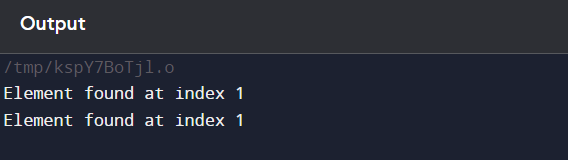 Output
/tmp/kspY7BoTjl.o
Element found at index 1
Element found at index 1